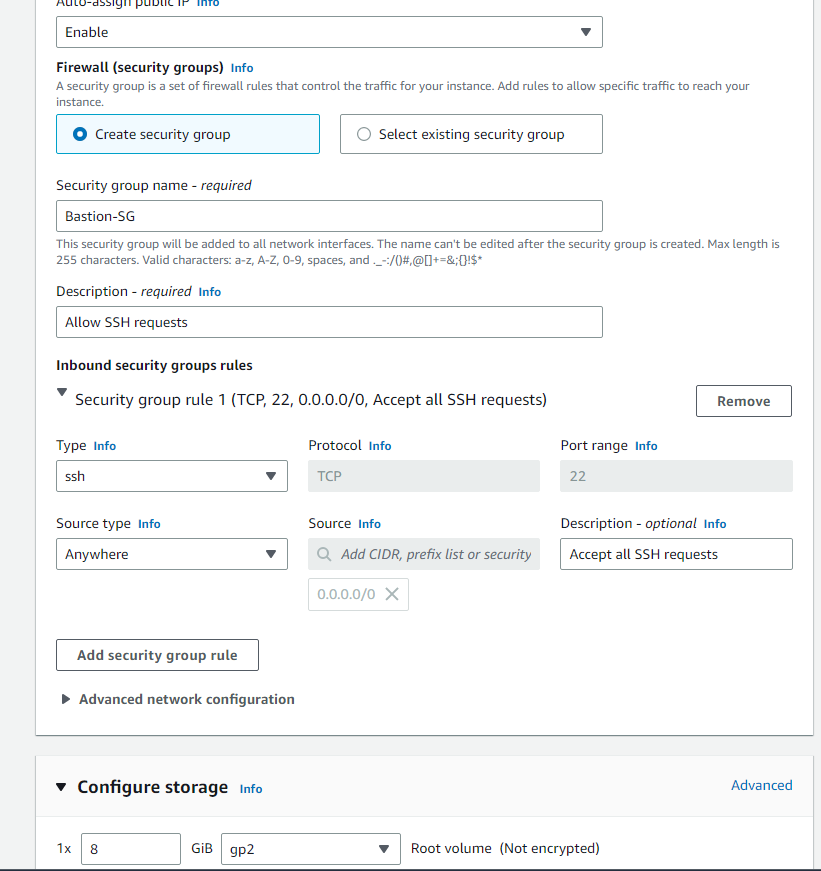 Auto-assign public IP Info
Enable
Firewall (security groups) Info
A security group is a set of firewall rules that control the traffic for your instance. Add rules to allow specific traffic to reach your
instance.
Create security group
Select existing security group
Security group name - required
Bastion-SG
This security group will be added to all network interfaces. The name can't be edited after the security group is created. Max length is
255 characters. Valid characters: a-z, A-Z, 0-9, spaces, and ._-:/()#,@[]+=&;{}!$*
Description - required Info
Allow SSH requests
Inbound security groups rules
Security group rule 1 (TCP, 22, 0.0.0.0/0, Accept all SSH requests)
Remove
Type Info
Protocol Info
Port range Info
ssh
TCP
22
Source type Info
Source Info
Description - optional Info
Anywhere
Add CIDR, prefix list or security
Accept all SSH requests
0.0.0.0/0
Add security group rule
Advanced network configuration
Configure storage Info
Advanced
1x 8 GiB gp2 Root volume (Not encrypted)